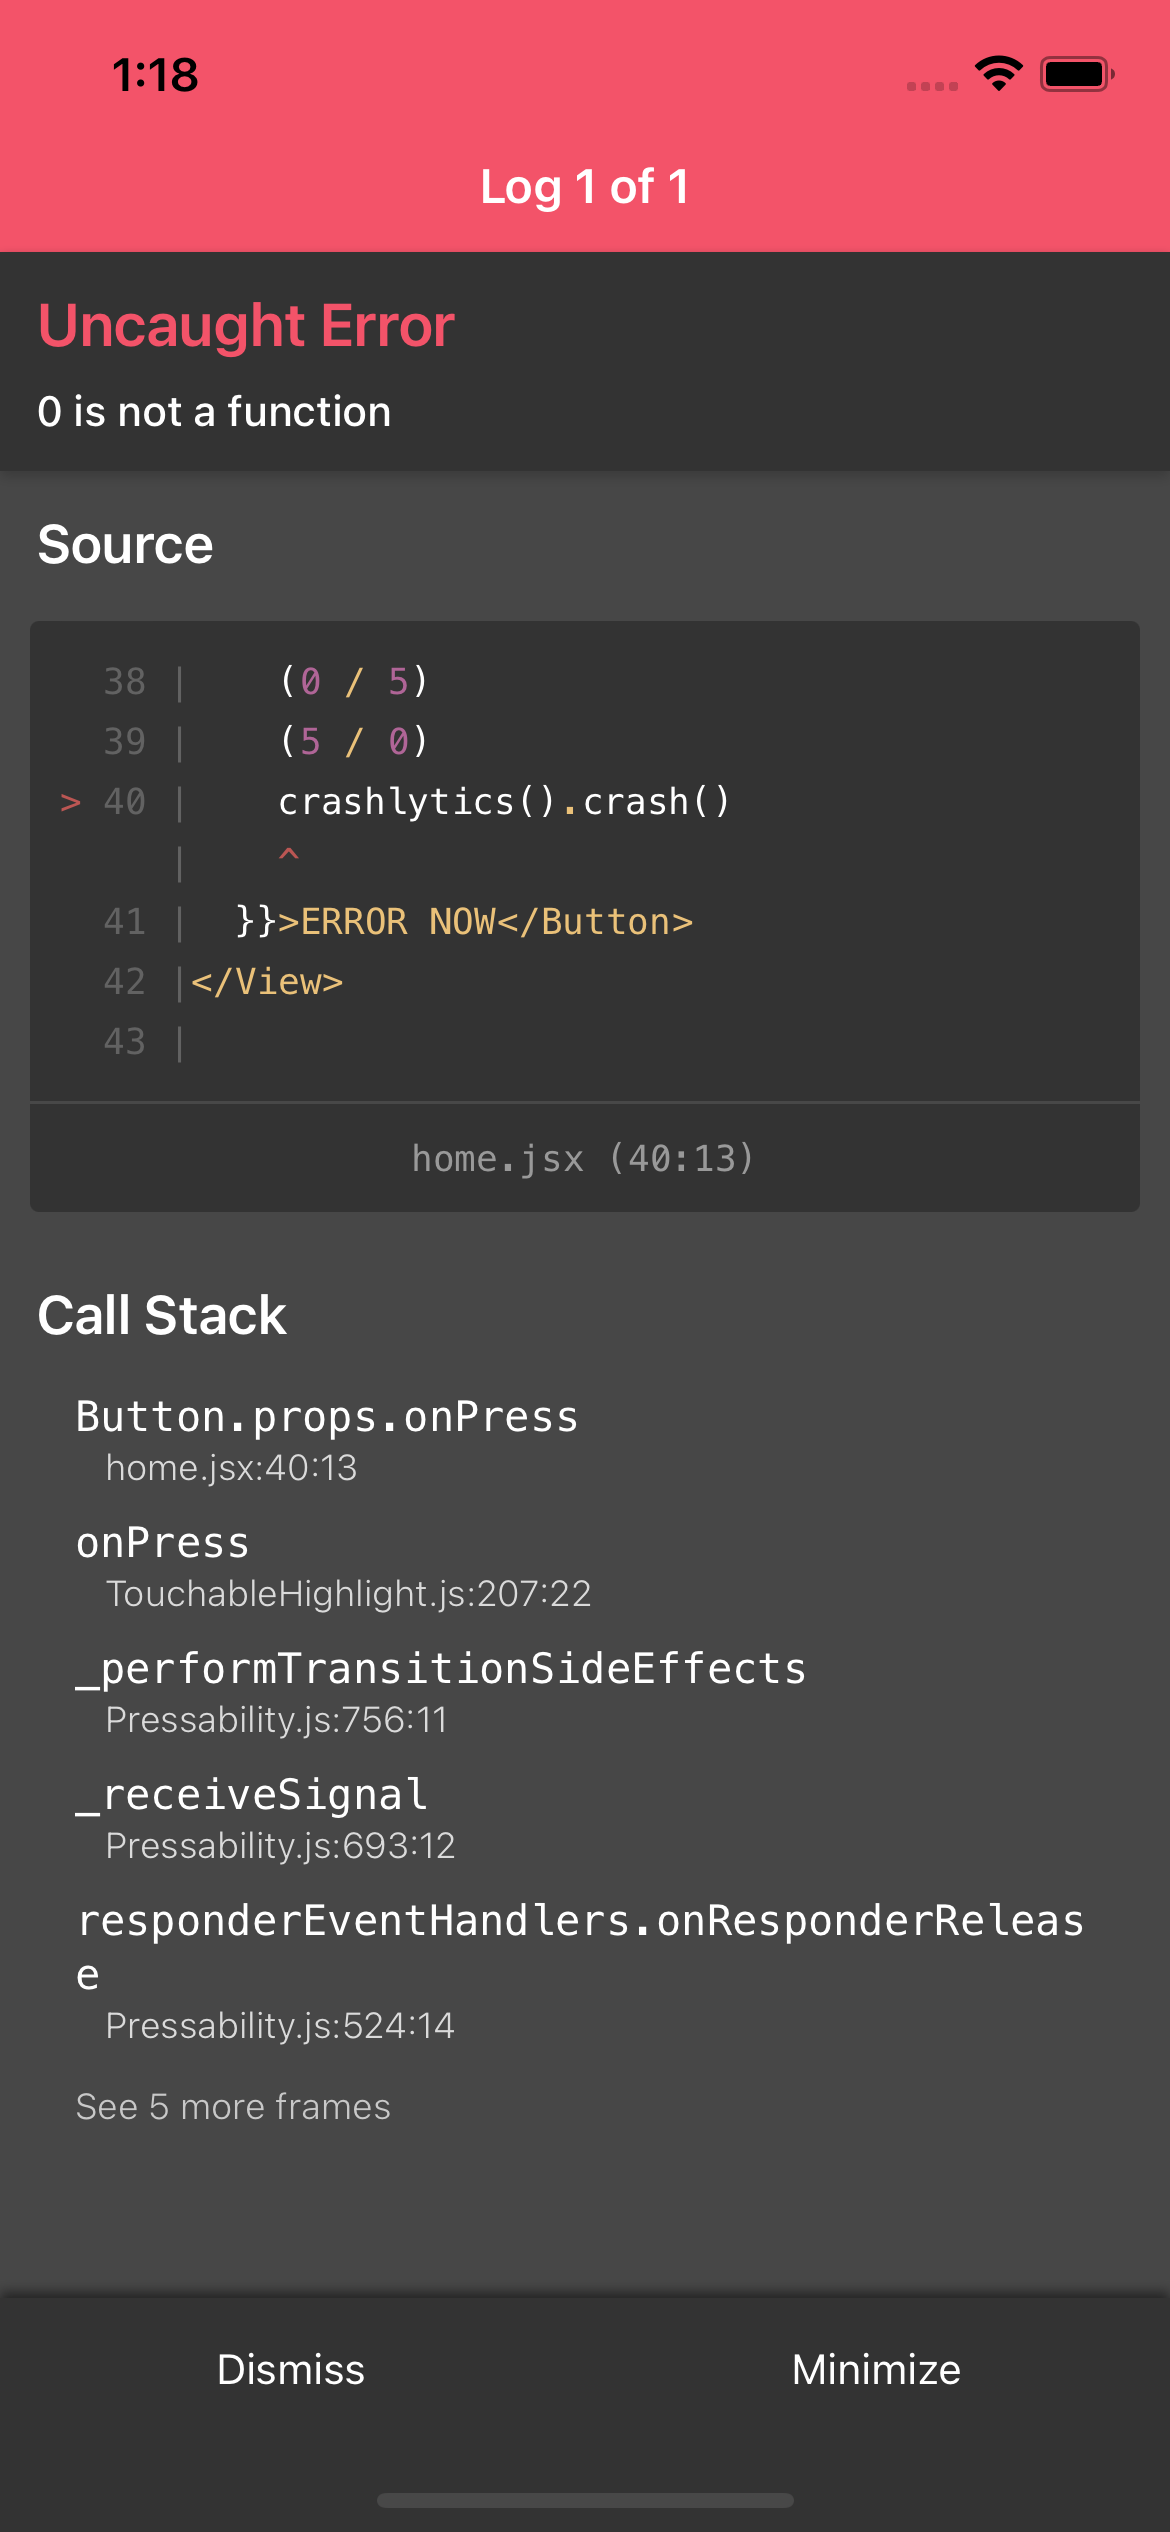 1:18
Log 1 of 1
Uncaught Error
0 is not a function
Source
38 |    (0 / 5)
39 |    (5 / 0)
> 40 |    crashlytics().crash()
|    ^
41 |  }}>ERROR NOW</Button>
42 |</View>
43 |
home.jsx (40:13)
Call Stack
Button.props.onPress
home.jsx:40:13
onPress
TouchableHighlight.js:207:22
_performTransitionSideEffects
Pressability.js:756:11
_receiveSignal
Pressability.js:693:12
responderEventHandlers.onResponderReleas
e
Pressability.js:524:14
See 5 more frames
Dismiss Minimize